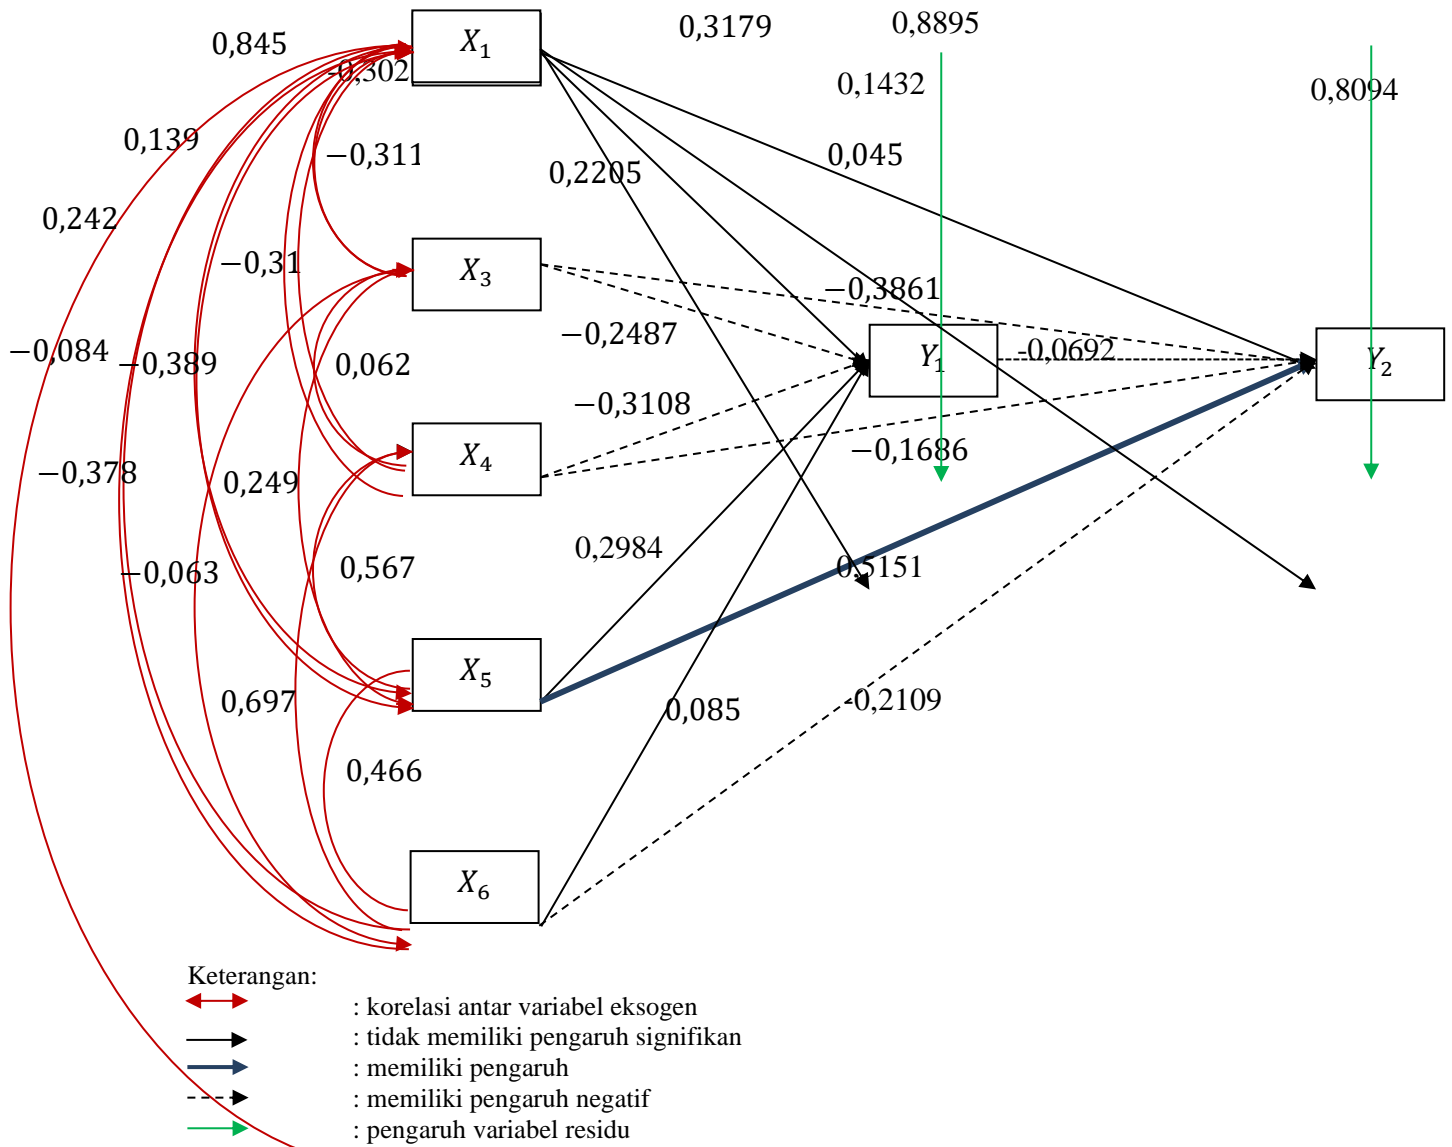 0,3179
0,8895
0,845
X₁
-0,302
0,1432
0,8094
0,139
−0,311
0,2205
0,045
0,242
−0,31
X₃
−0,3861
−0,2487
−0,084
−0,389
0,062
Y₁
-0,0692
Y₂
−0,3108
−0,378
0,249
X₄
−0,1686
−0,063
0,567
0,2984
0,5151
X₅
0,697
0,085
-0,2109
0,466
X₆
Keterangan:
: korelasi antar variabel eksogen
: tidak memiliki pengaruh signifikan
: memiliki pengaruh
: memiliki pengaruh negatif
: pengaruh variabel residu